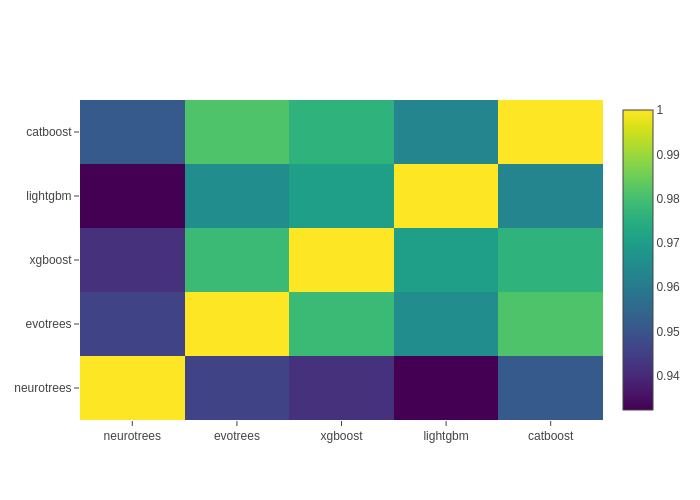 catboost
lightgbm
xgboost
evotrees
neurotrees
neurotrees evotrees xgboost lightgbm catboost
1
0.99
0.98
0.97
0.96
0.95
0.94